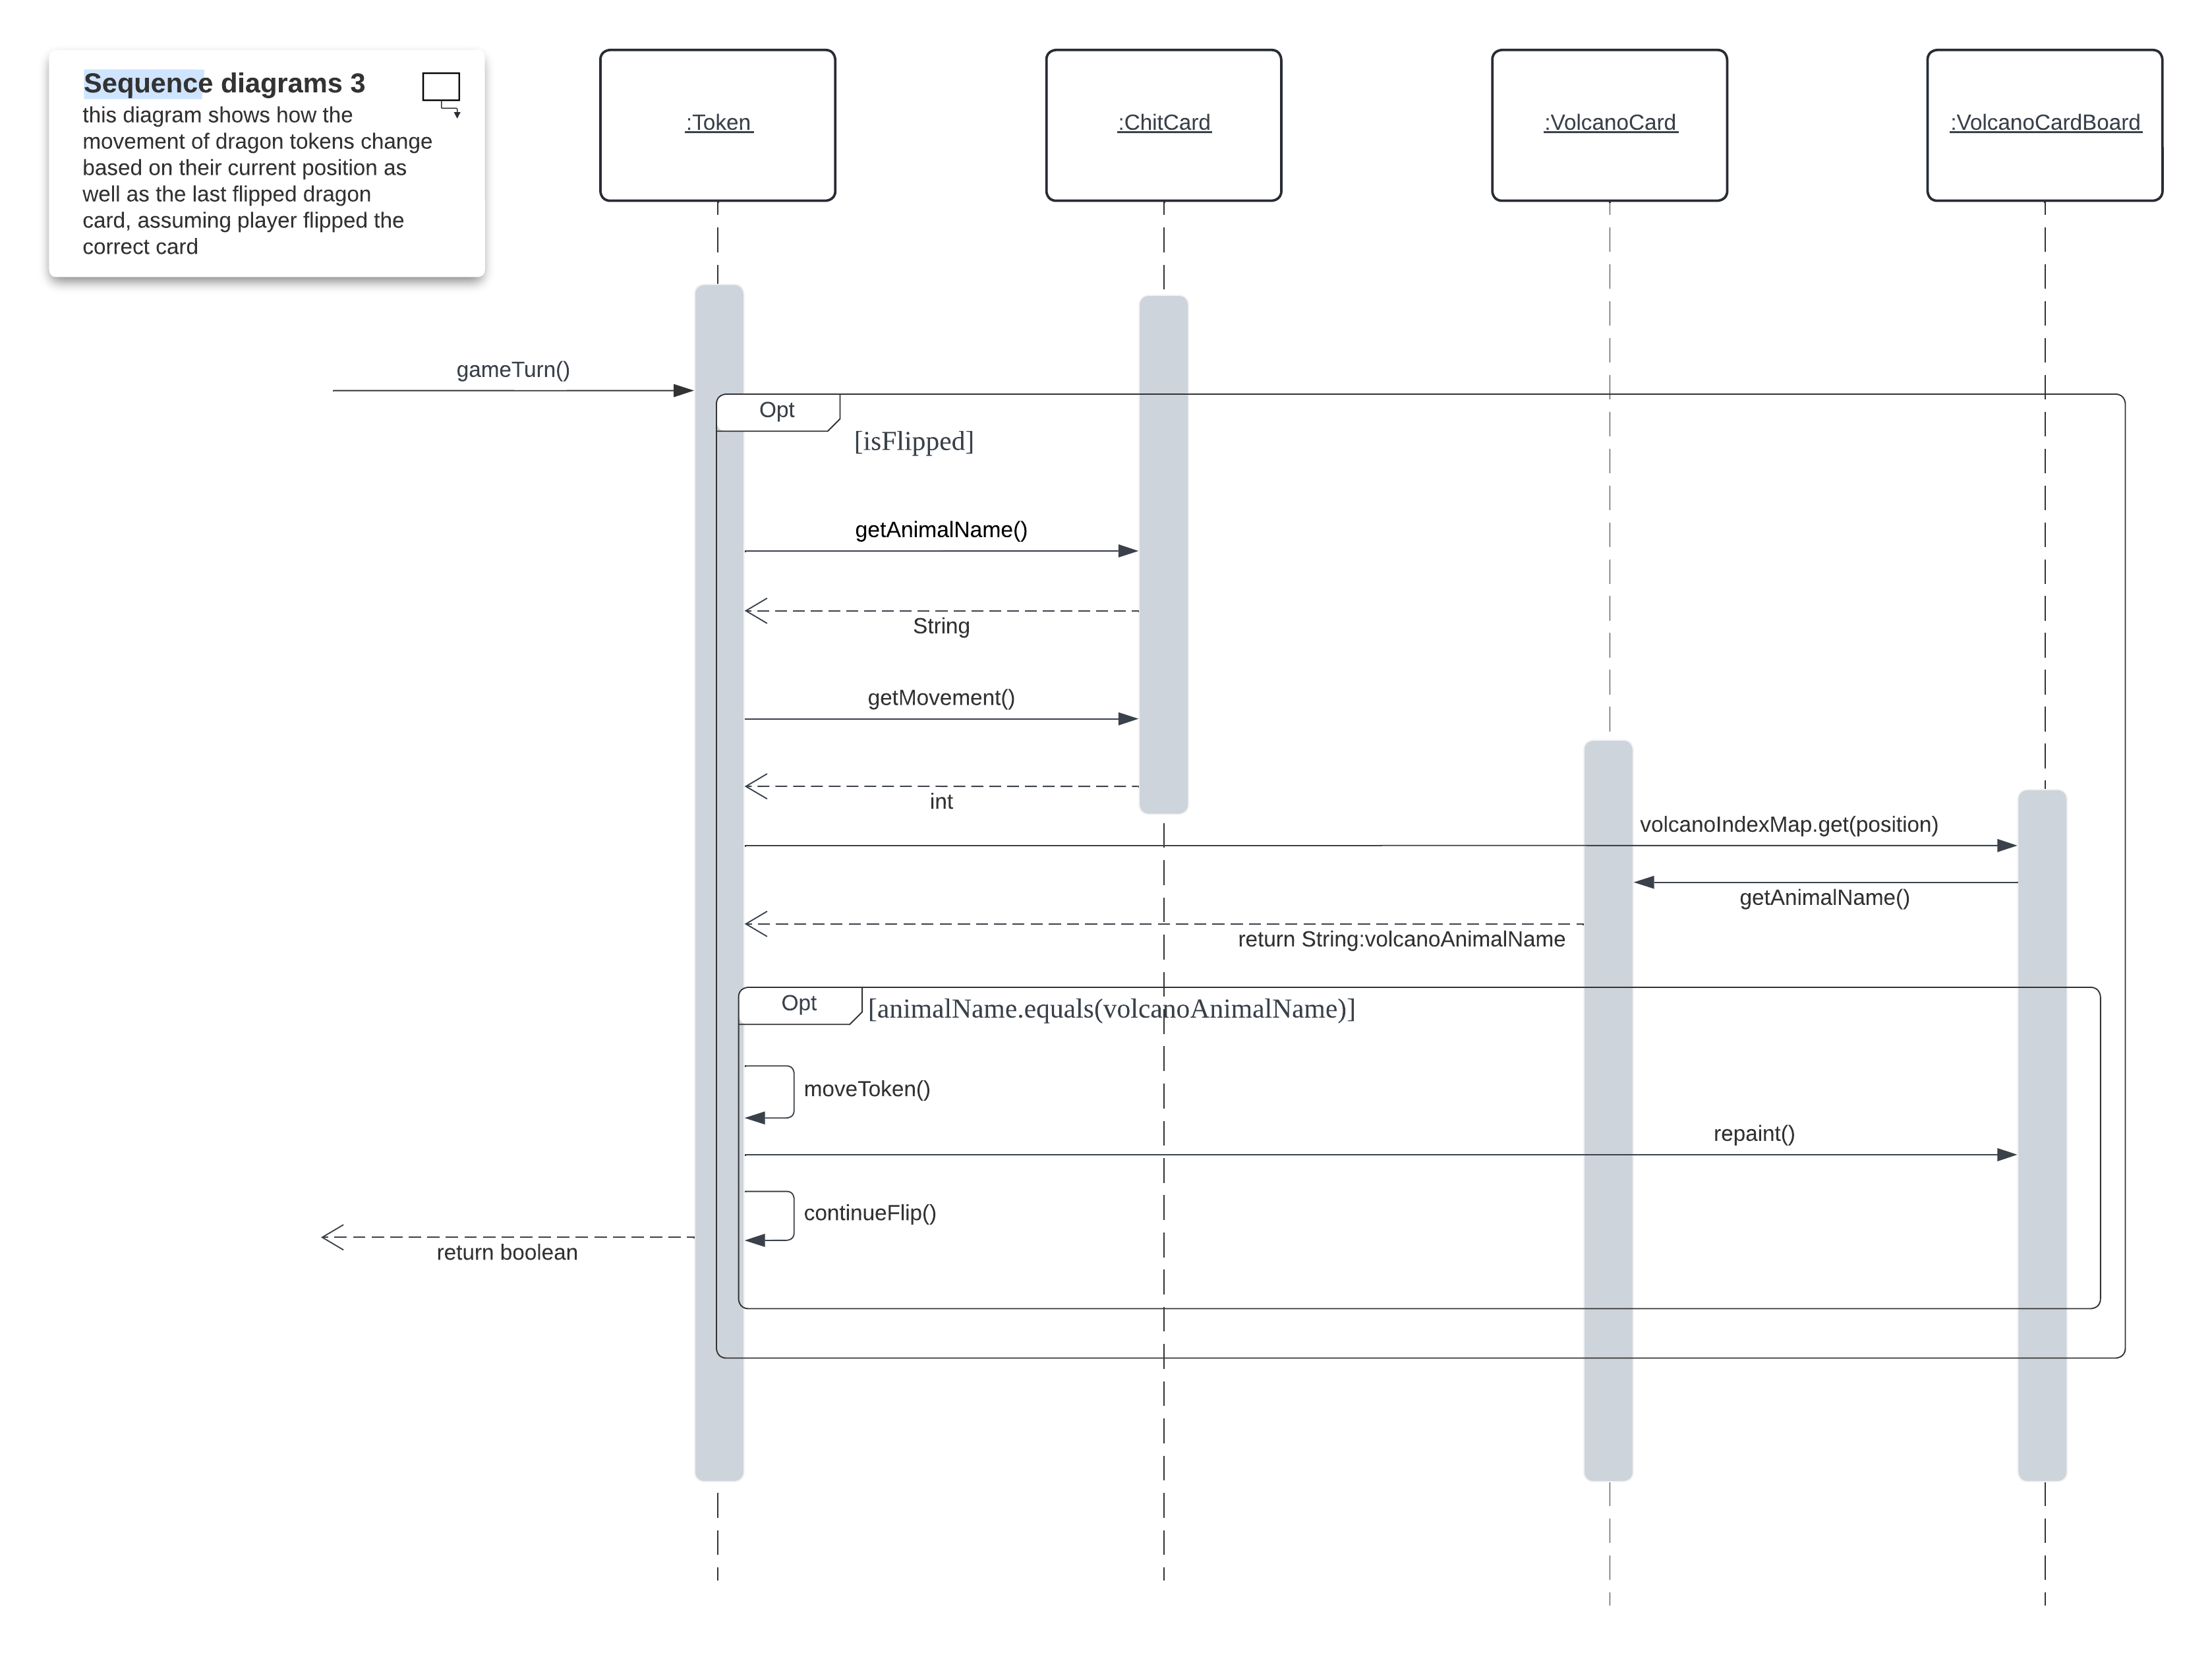 Sequence diagrams 3
this diagram shows how the
movement of dragon tokens change
based on their current position as
well as the last flipped dragon
card, assuming player flipped the
correct card
:Token
:ChitCard
:VolcanoCard
:VolcanoCardBoard
gameTurn()
Opt
[isFlipped]
getAnimalName()
String
getMovement()
int
volcanoIndexMap.get(position)
getAnimalName()
return String:volcanoAnimalName
Opt
[animalName.equals(volcanoAnimalName)]
moveToken()
repaint()
continueFlip()
return boolean